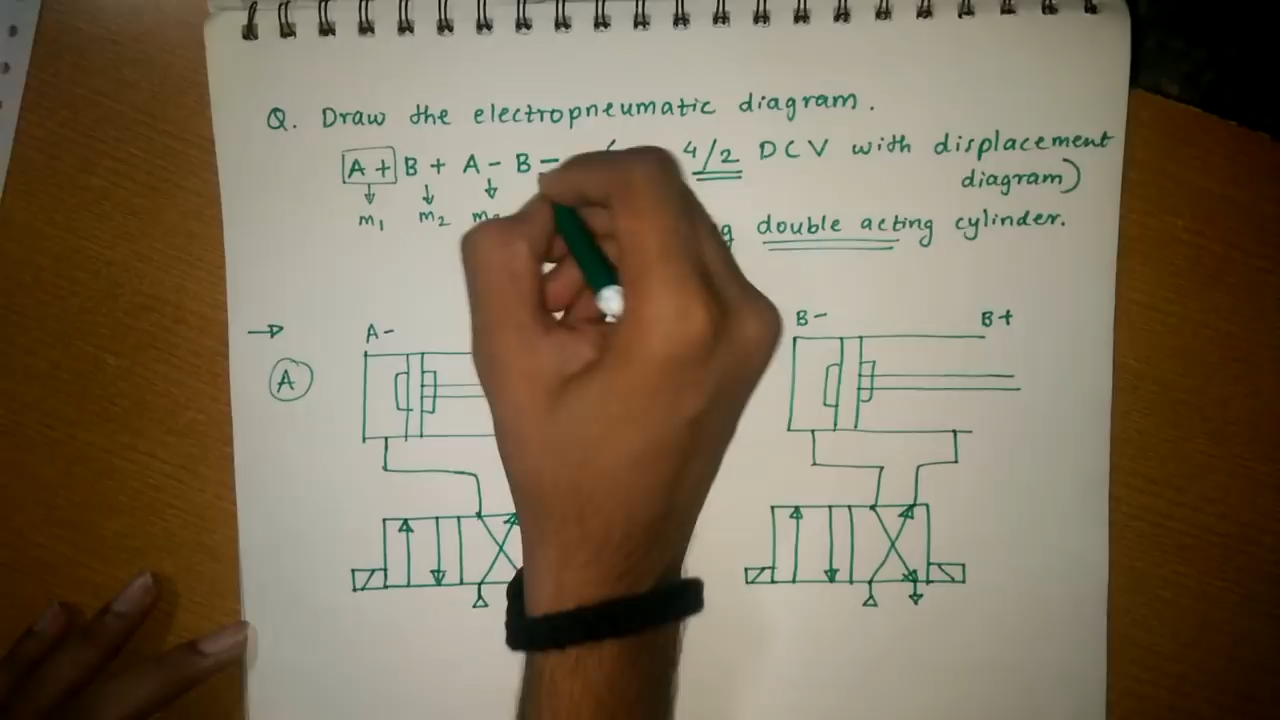 Q. Draw the electropneumatic diagram.
A + B + A - B - 4/2 DCV with displacement
diagram)
m1 m2 double acting cylinder.
A- B- B+
A